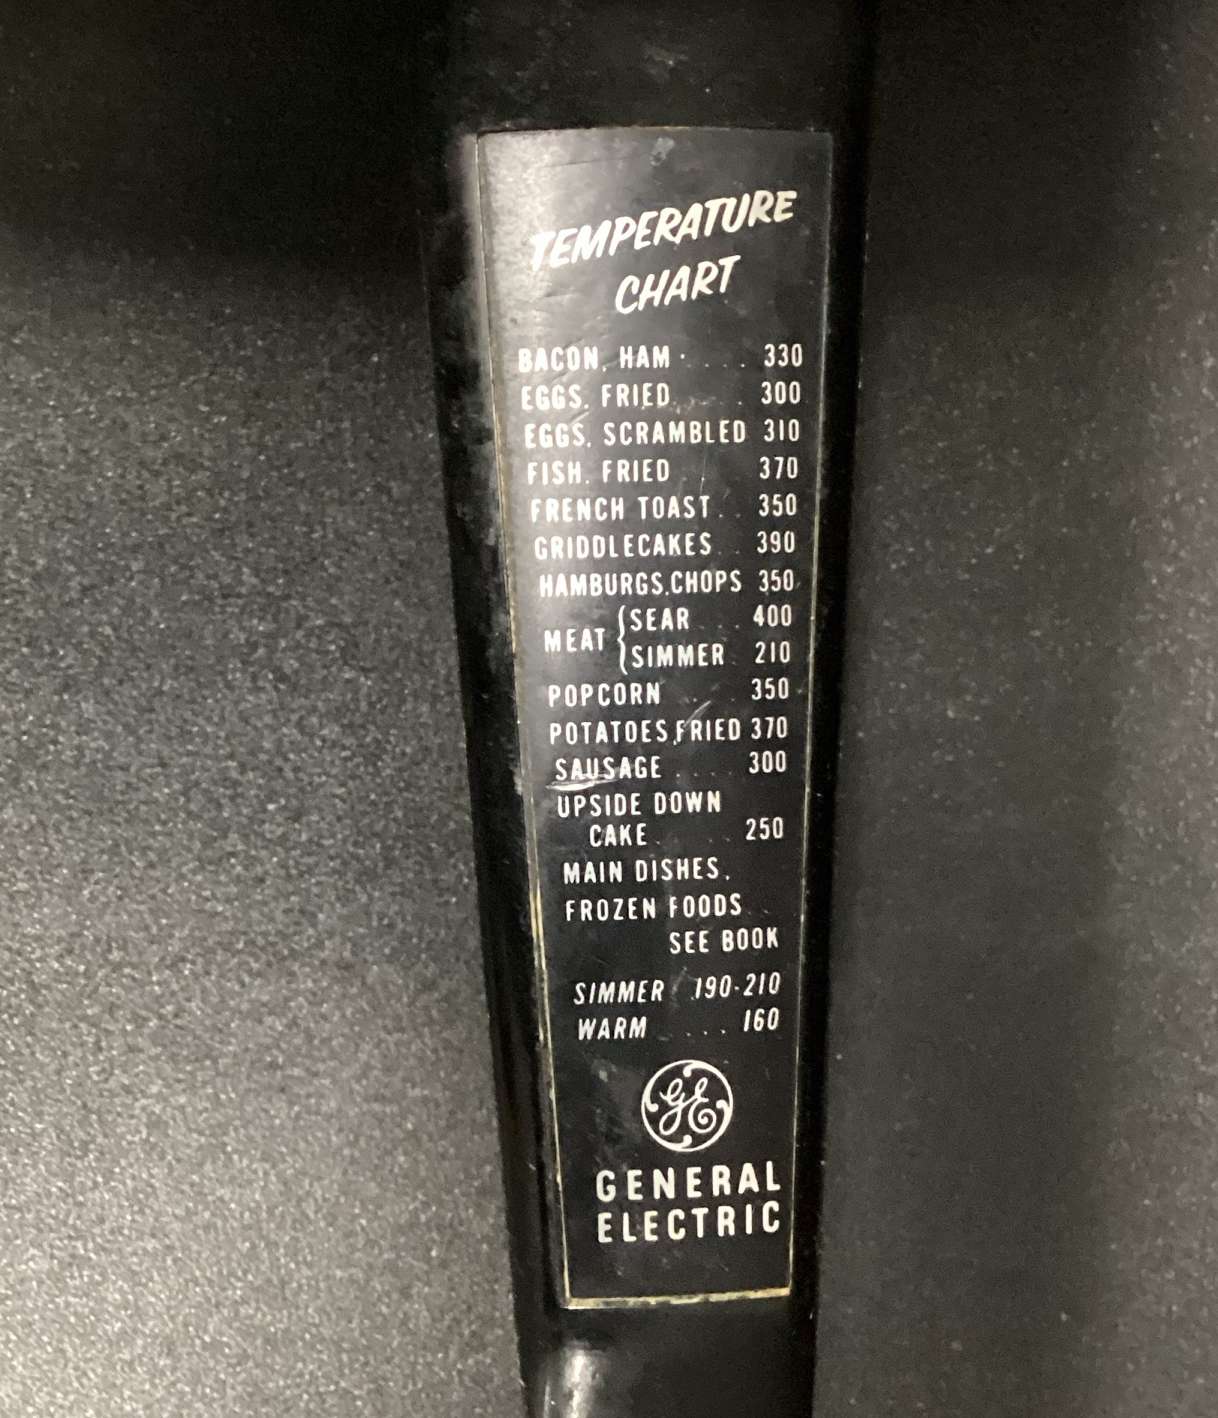 TEMPERATURE
CHART
BACON, HAM . . . . 330
EGGS, FRIED . . . . 300
EGGS, SCRAMBLED 310
FISH, FRIED 370
FRENCH TOAST . . 350
GRIDDLECAKES . . 390
HAMBURGS,CHOPS 350
MEAT { SEAR . . . 400
SIMMER . 210
POPCORN . . . 350
POTATOES,FRIED 370
SAUSAGE . . . . 300
UPSIDE DOWN
CAKE . . . . 250
MAIN DISHES,
FROZEN FOODS . .
SEE BOOK
SIMMER . 190-210
WARM . . . . 160
GE
GENERAL
ELECTRIC